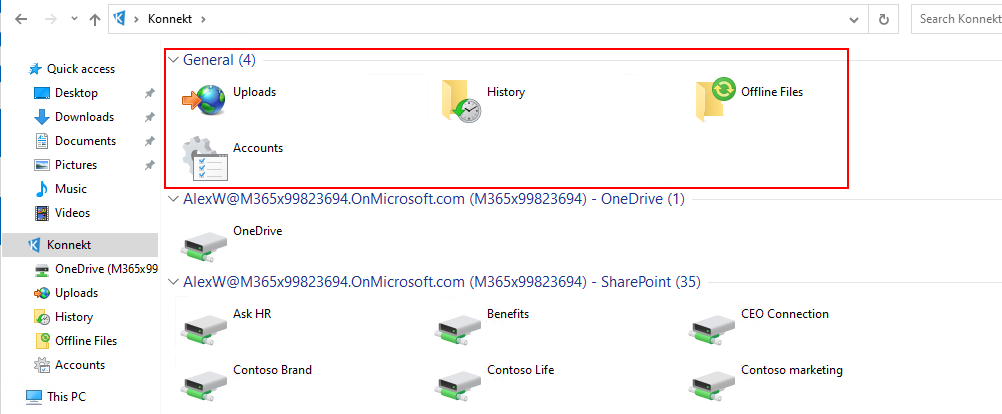 Konnekt
Search Konnekt
Quick access
Desktop
Downloads
Documents
Pictures
Music
Videos
Konnekt
OneDrive (M365x99
Uploads
History
Offline Files
Accounts
This PC
General (4)
Uploads
History
Offline Files
Accounts
AlexW@M365x99823694.OnMicrosoft.com (M365x99823694) - OneDrive (1)
OneDrive
AlexW@M365x99823694.OnMicrosoft.com (M365x99823694) - SharePoint (35)
Ask HR
Benefits
CEO Connection
Contoso Brand
Contoso Life
Contoso marketing